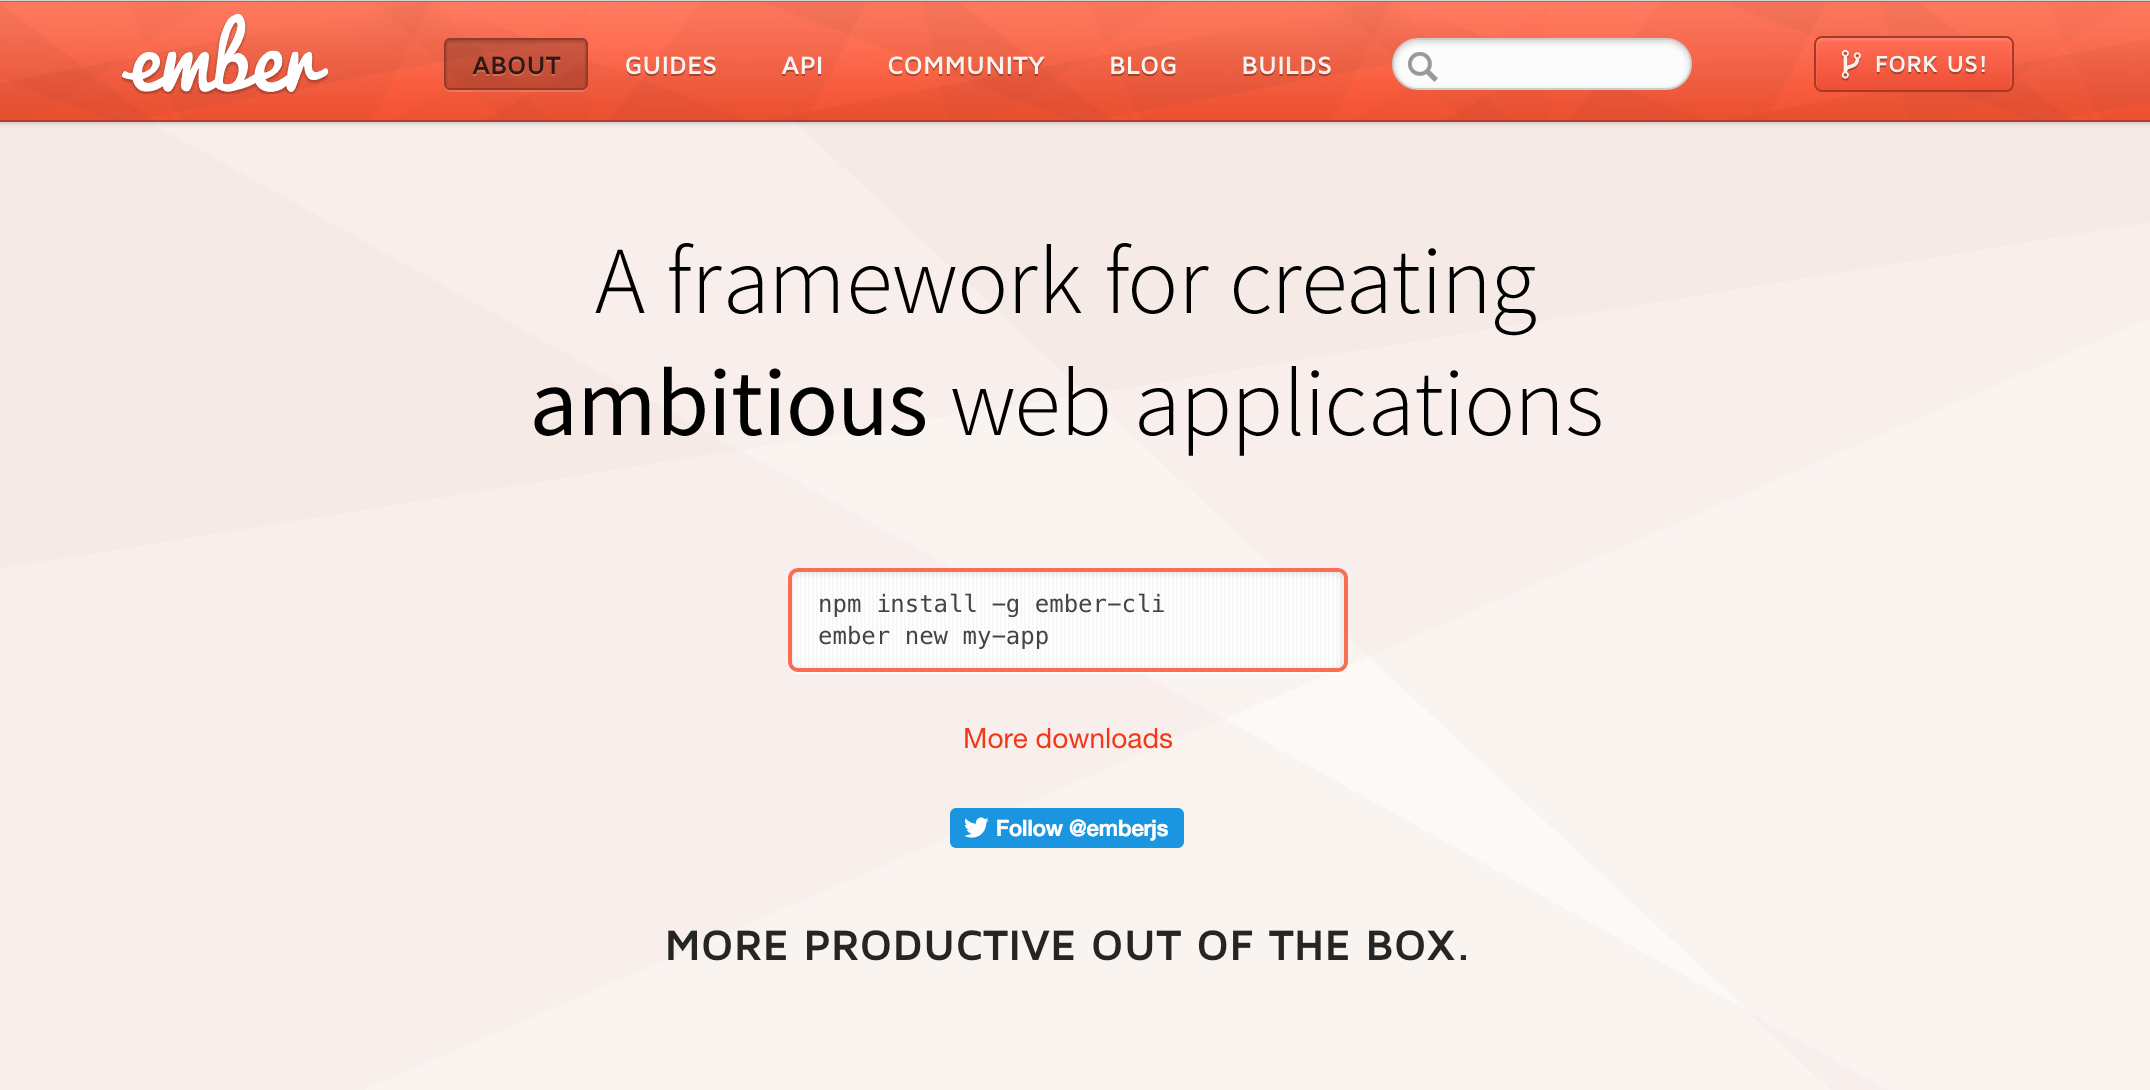 ember
ABOUT
GUIDES
API
COMMUNITY
BLOG
BUILDS
FORK US!
A framework for creating
ambitious web applications
npm install -g ember-cli
ember new my-app
More downloads
Follow @emberjs
MORE PRODUCTIVE OUT OF THE BOX.